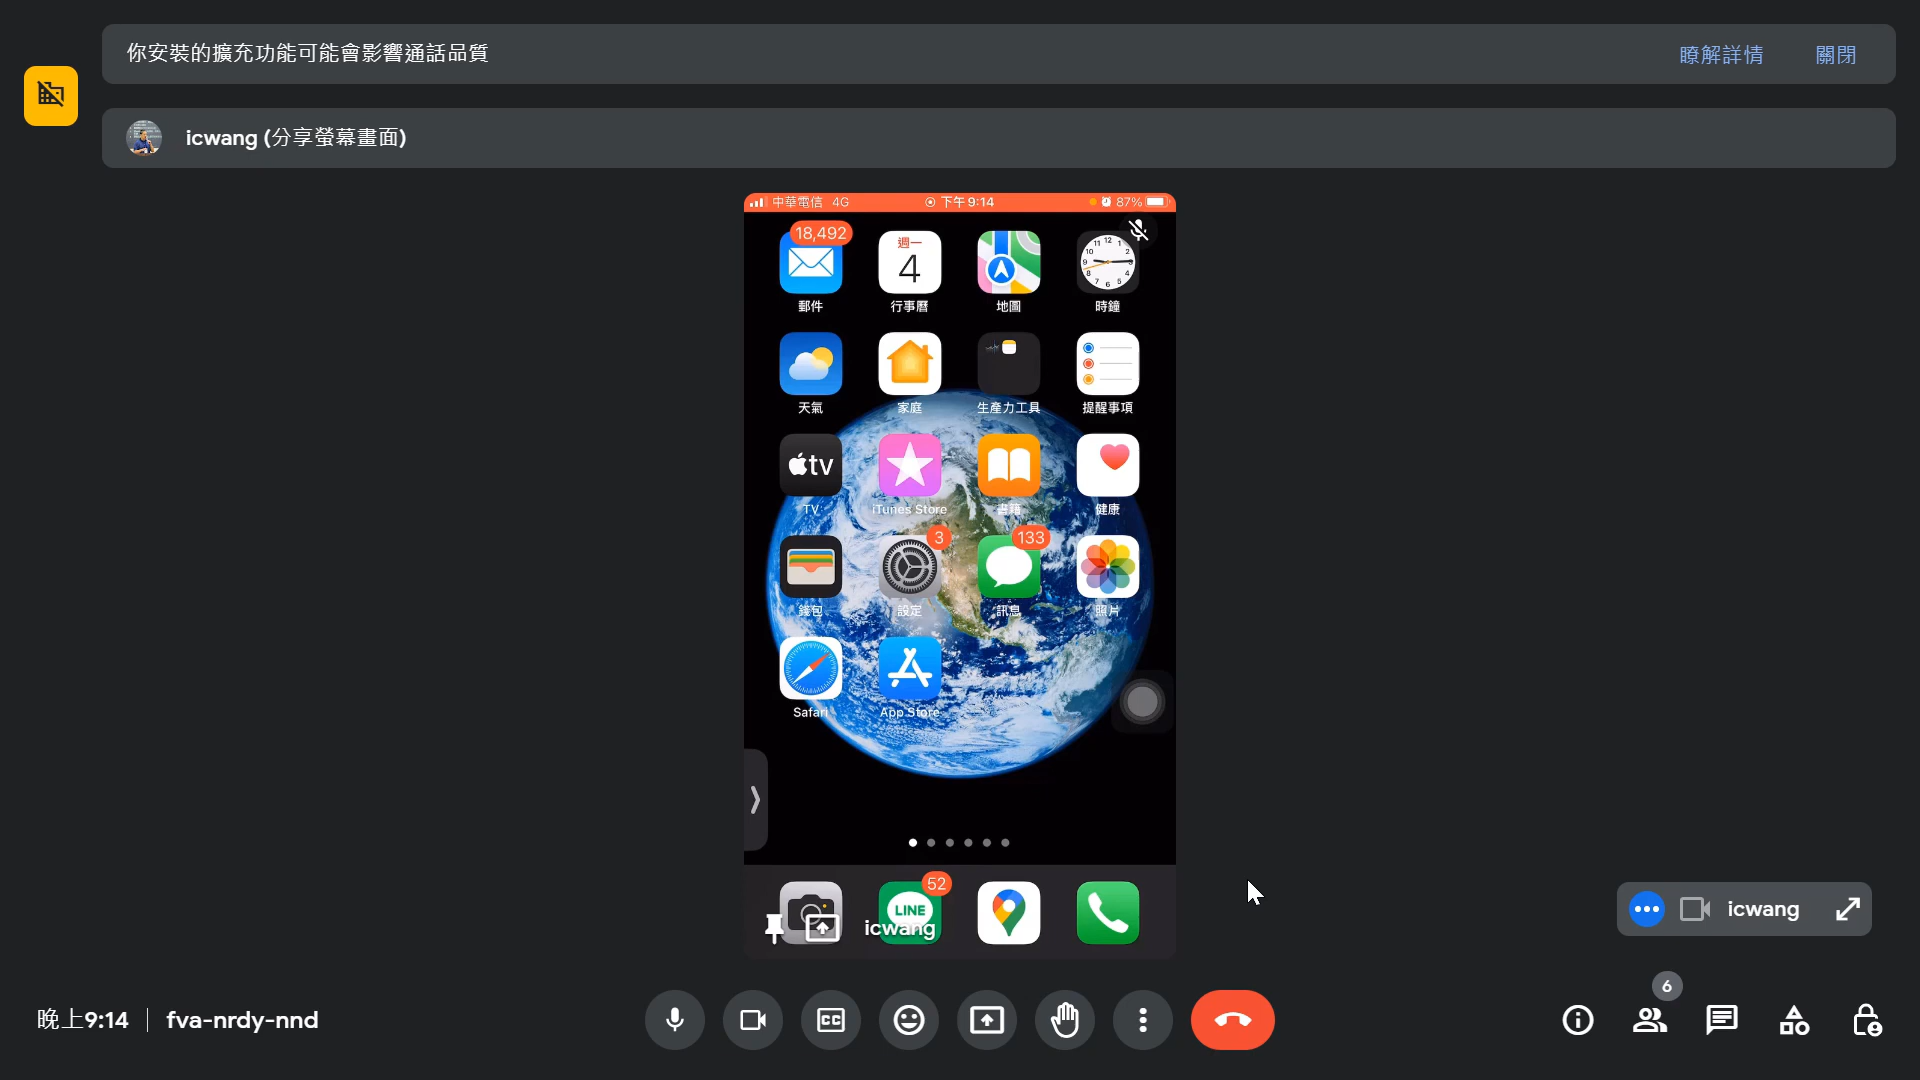 你安裝的擴充功能可能會影響通話品質
瞭解詳情
關閉
icwang (分享螢幕畫面)
中華電信 4G
下午9:14
87%
18,492
郵件
週一
4
行事曆
地圖
時鐘
天氣
家庭
生產力工具
提醒事項
tv
TV
iTunes Store
書籍
健康
錢包
3
設定
133
訊息
照片
Safari
App Store
52
LINE
icwang
icwang
晚上9:14
fva-nrdy-nnd
CC
6